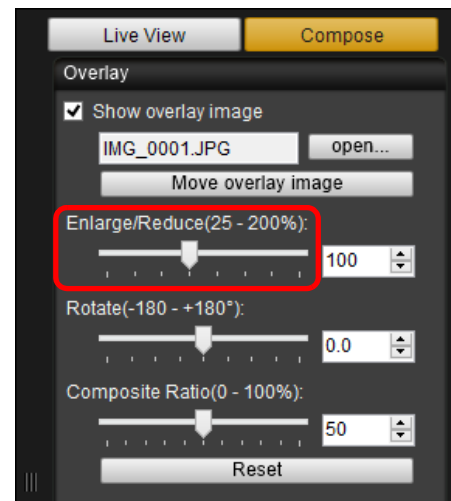 Live View Compose
Overlay
Show overlay image
IMG_0001.JPG open...
Move overlay image
Enlarge/Reduce(25 - 200%):
100
Rotate(-180 - +180°):
0.0
Composite Ratio(0 - 100%):
50
Reset